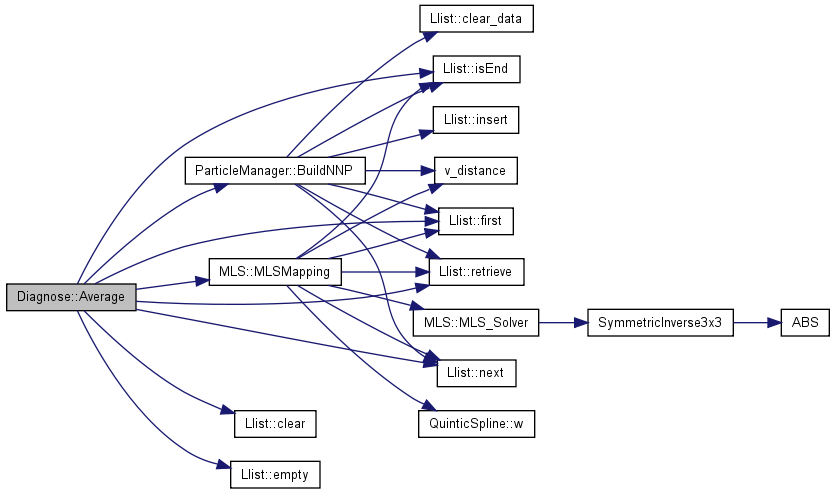 Llist::clear_data
Llist::isEnd
Llist::insert
ParticleManager::BuildNNP
v_distance
Llist::first
MLS::MLSMapping
Llist::retrieve
Diagnose::Average
MLS::MLS_Solver
SymmetricInverse3x3
ABS
Llist::next
Llist::clear
QuinticSpline::w
Llist::empty